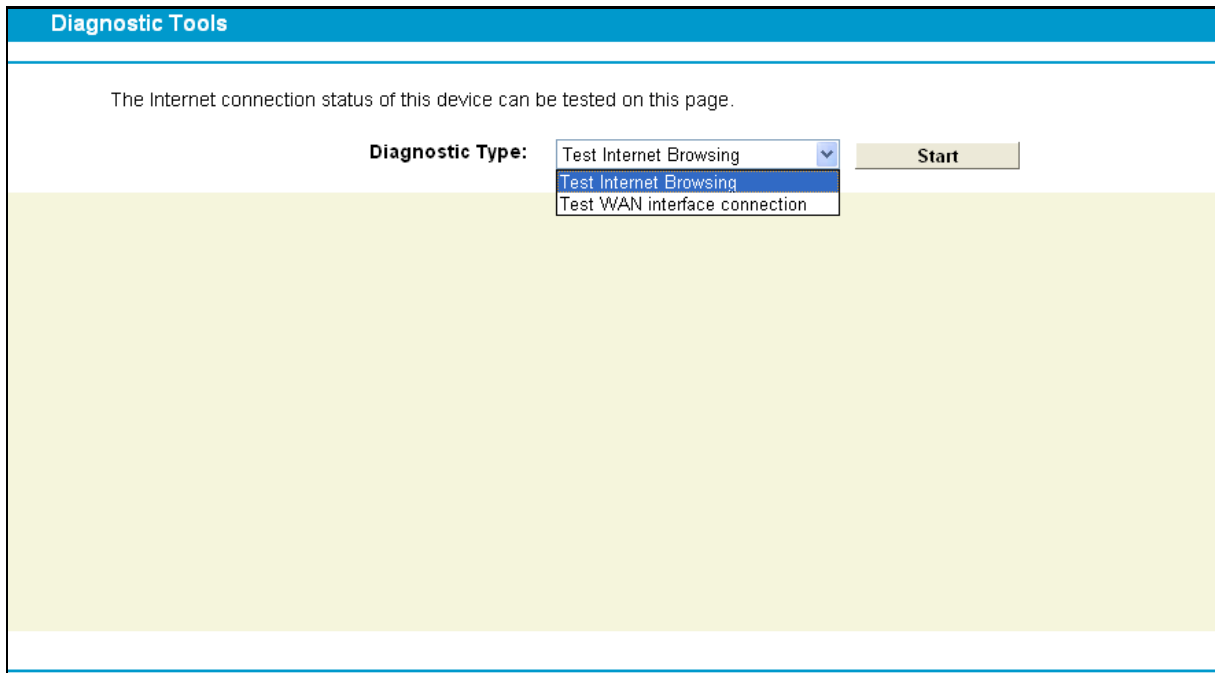 Diagnostic Tools
The Internet connection status of this device can be tested on this page.
Diagnostic Type: Test Internet Browsing Start
Test Internet Browsing
Test WAN interface connection